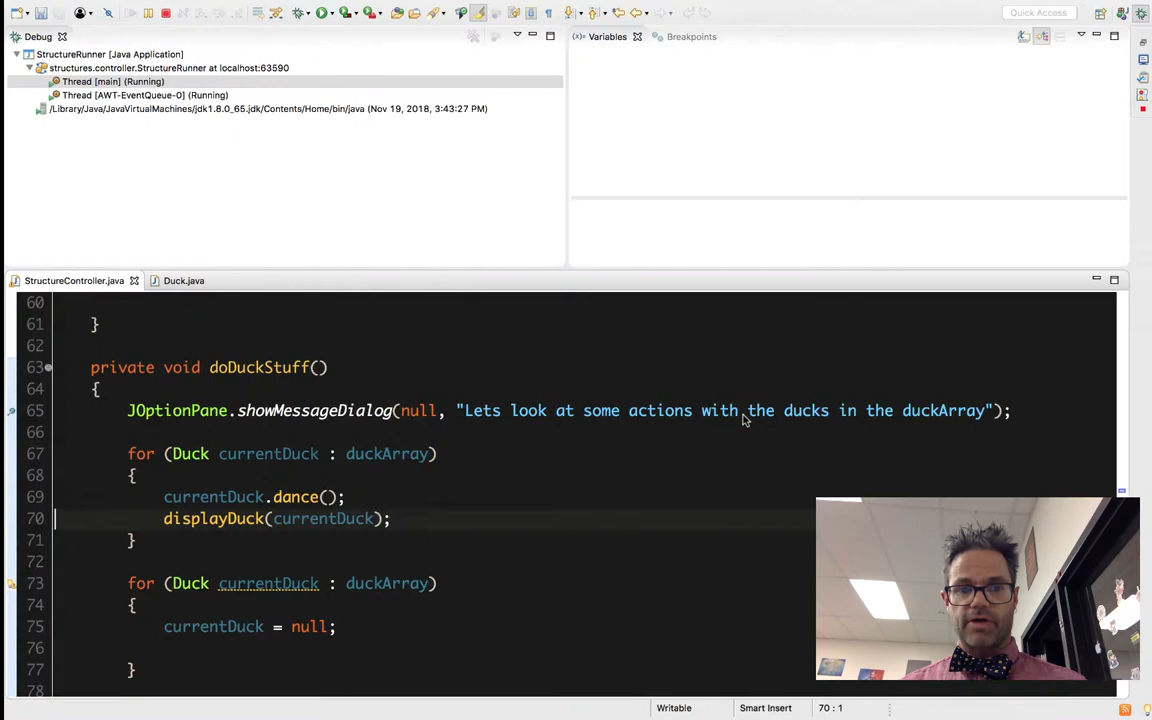 Quick Access
Debug
Variables
Breakpoints
StructureRunner [Java Application]
structures.controller.StructureRunner at localhost:63590
Thread [main] (Running)
Thread [AWT-EventQueue-0] (Running)
/Library/Java/JavaVirtualMachines/jdk1.8.0_65.jdk/Contents/Home/bin/java (Nov 19, 2018, 3:43:27 PM)
StructureController.java
Duck.java
60
61 }
62
63 private void doDuckStuff()
64 {
65 JOptionPane.showMessageDialog(null, "Lets look at some actions with the ducks in the duckArray");
66
67 for (Duck currentDuck : duckArray)
68 {
69 currentDuck.dance();
70 displayDuck(currentDuck);
71 }
72
73 for (Duck currentDuck : duckArray)
74 {
75 currentDuck = null;
76
77 }
78
Writable
Smart Insert
70 : 1